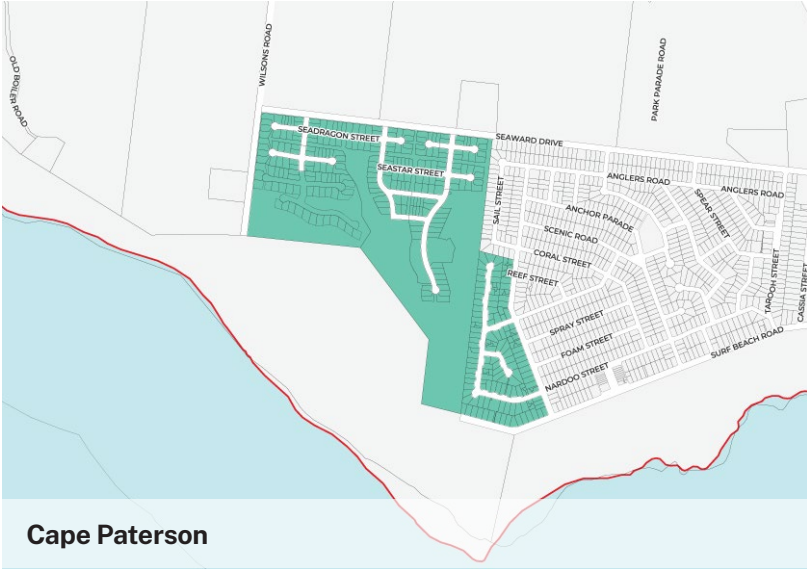 OLD BOILER ROAD
WILSONS ROAD
PARK PARADE ROAD
SEADRAGON STREET
SEAWARD DRIVE
SEASTAR STREET
ANGLERS ROAD
ANGLERS ROAD
SAIL STREET
SPEAR STREET
ANCHOR PARADE
SCENIC ROAD
CORAL STREET
REEF STREET
TAROOH STREET
CASSIA STREET
SPRAY STREET
FOAM STREET
SURF BEACH ROAD
NARDOO STREET
Cape Paterson